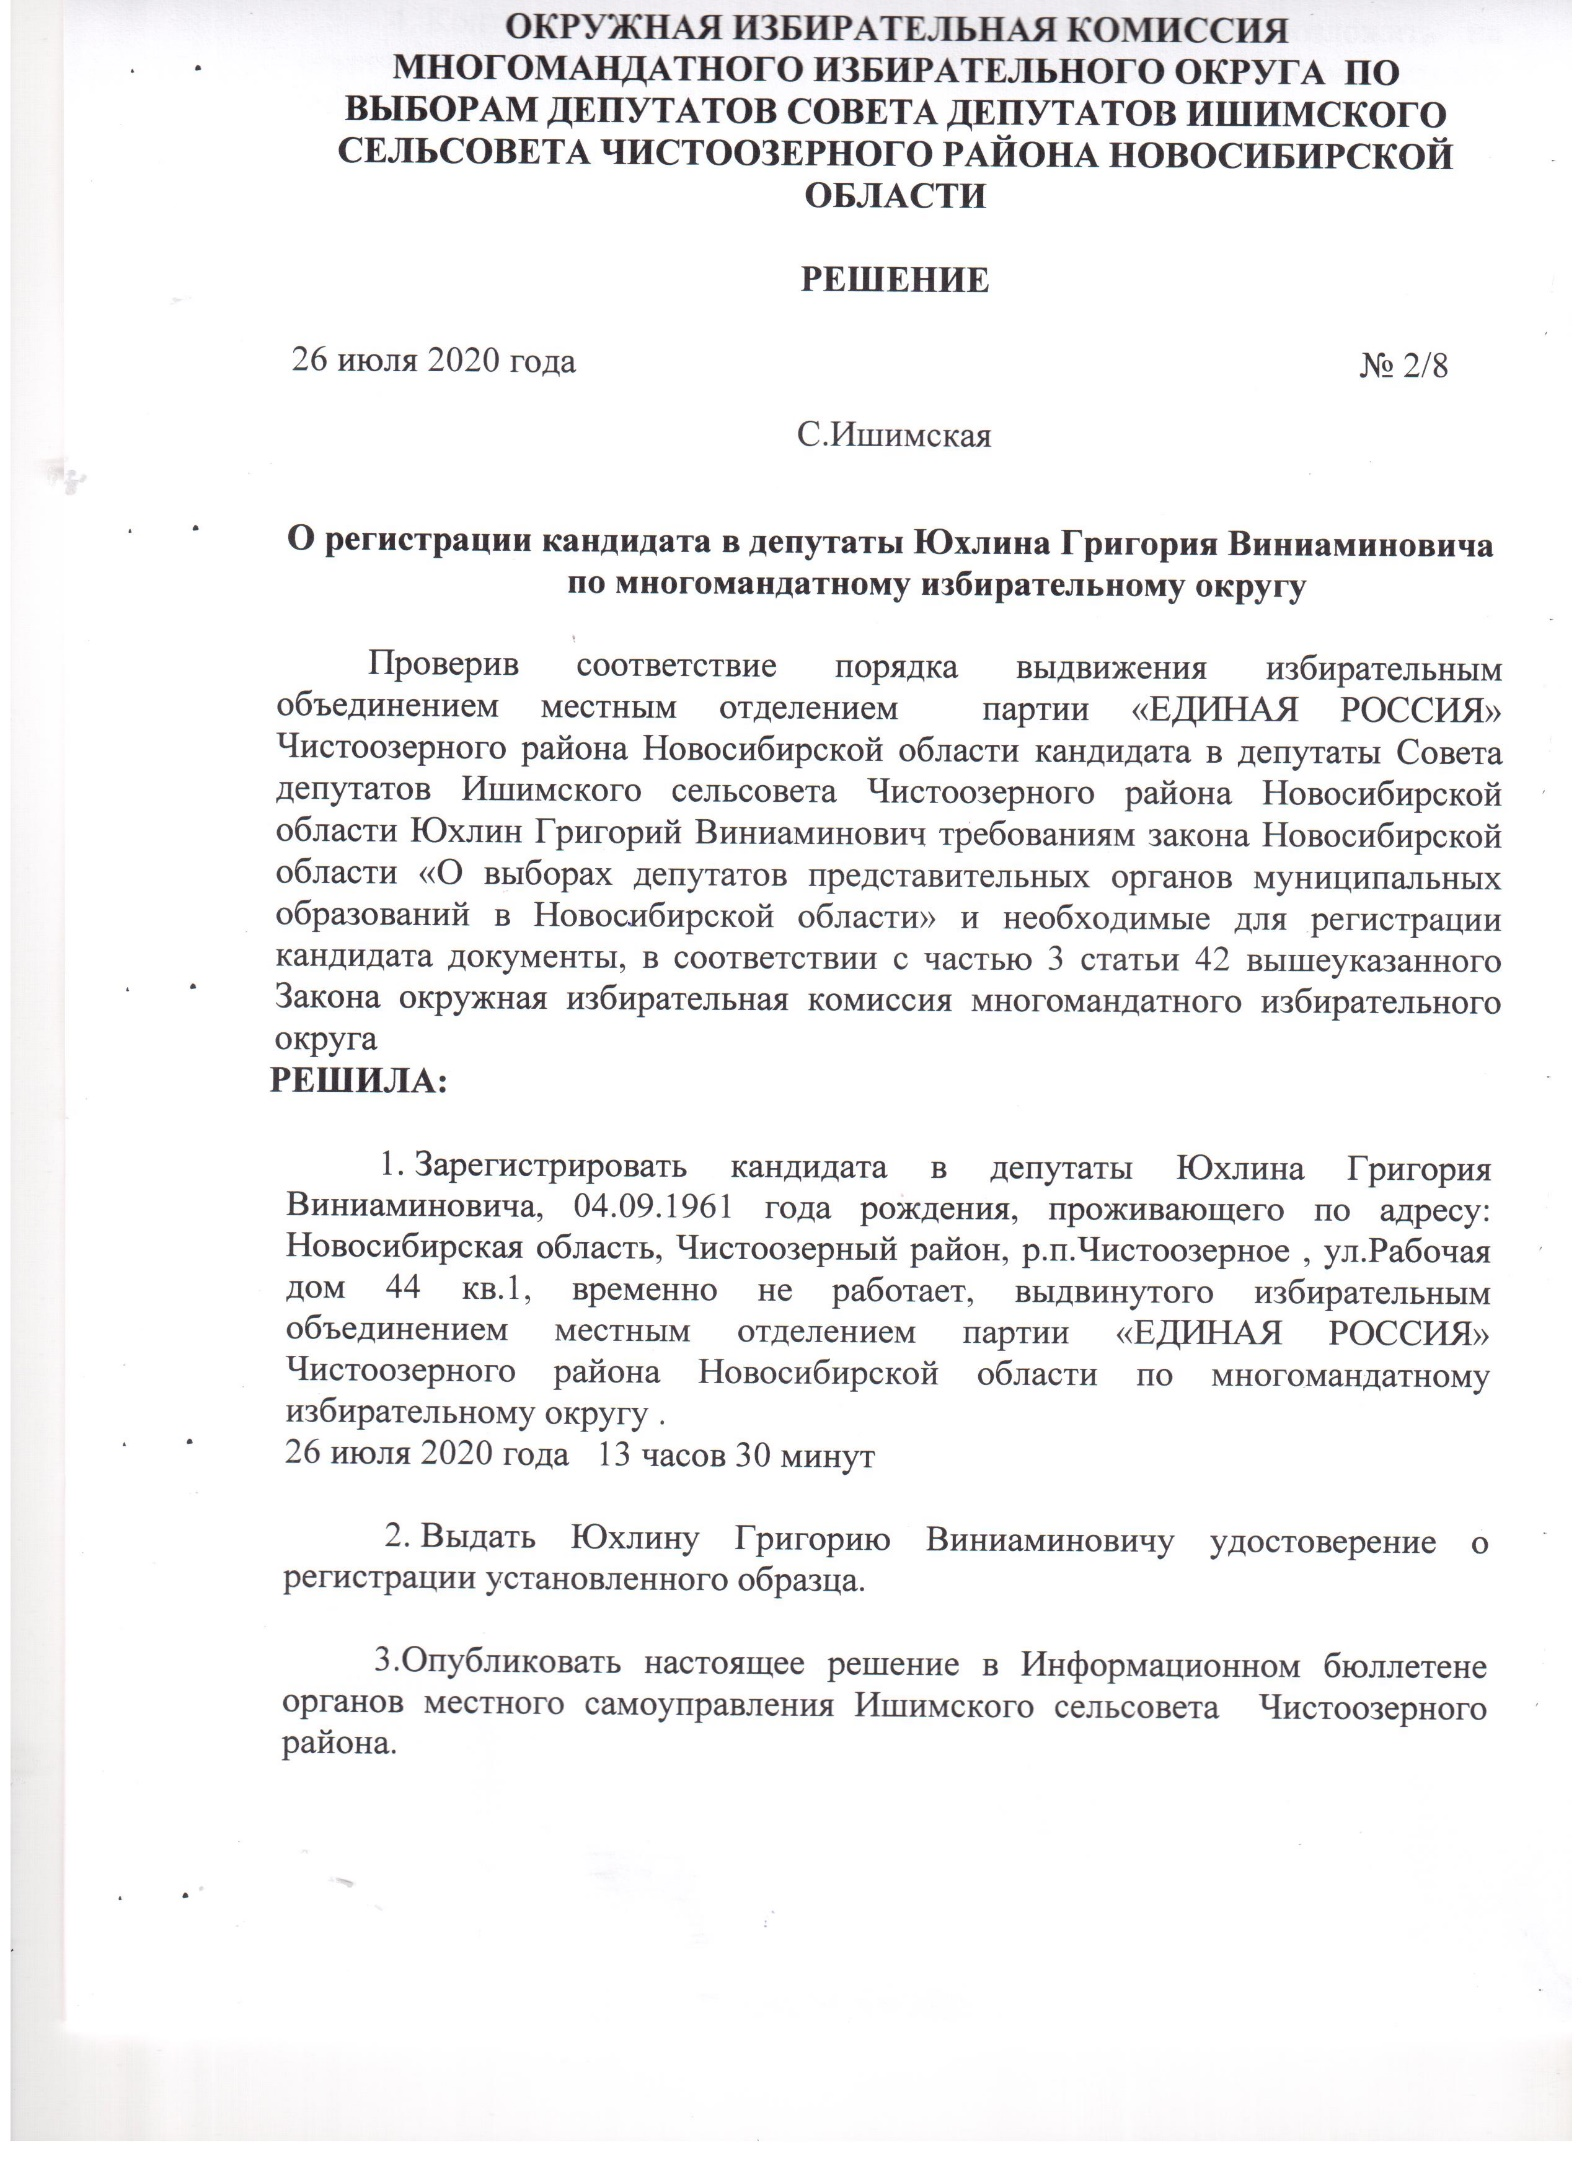 ОКРУЖНАЯ ИЗБИРАТЕЛЬНАЯ КОМИССИЯ
МНОГОМАНДАТНОГО ИЗБИРАТЕЛЬНОГО ОКРУГА ПО
ВЫБОРАМ ДЕПУТАТОВ СОВЕТА ДЕПУТАТОВ ИШИМСКОГО
СЕЛЬСОВЕТА ЧИСТООЗЕРНОГО РАЙОНА НОВОСИБИРСКОЙ
ОБЛАСТИ
РЕШЕНИЕ
26 июля 2020 года № 2/8
С.Ишимская
О регистрации кандидата в депутаты Юхлина Григория Виниаминовича
по многомандатному избирательному округу
Проверив соответствие порядка выдвижения избирательным
объединением местным отделением партии «ЕДИНАЯ РОССИЯ»
Чистоозерного района Новосибирской области кандидата в депутаты Совета
депутатов Ишимского сельсовета Чистоозерного района Новосибирской
области Юхлин Григорий Виниаминович требованиям закона Новосибирской
области «О выборах депутатов представительных органов муниципальных
образований в Новосибирской области» и необходимые для регистрации
кандидата документы, в соответствии с частью 3 статьи 42 вышеуказанного
Закона окружная избирательная комиссия многомандатного избирательного
округа
РЕШИЛА:
1. Зарегистрировать кандидата в депутаты Юхлина Григория
Виниаминовича, 04.09.1961 года рождения, проживающего по адресу:
Новосибирская область, Чистоозерный район, р.п.Чистоозерное , ул.Рабочая
дом 44 кв.1, временно не работает, выдвинутого избирательным
объединением местным отделением партии «ЕДИНАЯ РОССИЯ»
Чистоозерного района Новосибирской области по многомандатному
избирательному округу .
26 июля 2020 года 13 часов 30 минут
2. Выдать Юхлину Григорию Виниаминовичу удостоверение о
регистрации установленного образца.
3.Опубликовать настоящее решение в Информационном бюллетене
органов местного самоуправления Ишимского сельсовета Чистоозерного
района.